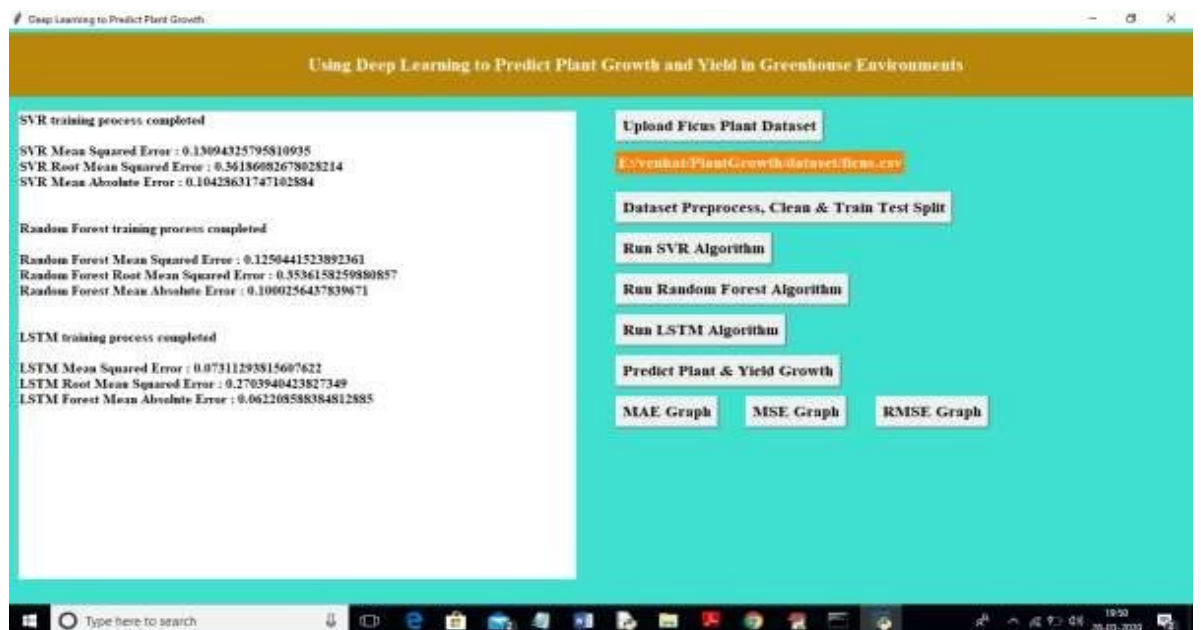 Deep Learning to Predict Plant Growth
Using Deep Learning to Predict Plant Growth and Yield in Greenhouse Environments
SVR training process completed
SVR Mean Squared Error : 0.13094325795810935
SVR Root Mean Squared Error : 0.36186082678028214
SVR Mean Absolute Error : 0.10428631747102884
Random Forest training process completed
Random Forest Mean Squared Error : 0.1250441523892361
Random Forest Root Mean Squared Error : 0.3536158259880857
Random Forest Mean Absolute Error : 0.1000256437839671
LSTM training process completed
LSTM Mean Squared Error : 0.07311293815607622
LSTM Root Mean Squared Error : 0.2703940423827349
LSTM Forest Mean Absolute Error : 0.062208588384812885
Upload Ficus Plant Dataset
E:/venkat/PlantGrowth/dataset/ficus.csv
Dataset Preprocess, Clean & Train Test Split
Run SVR Algorithm
Run Random Forest Algorithm
Run LSTM Algorithm
Predict Plant & Yield Growth
MAE Graph MSE Graph RMSE Graph
Type here to search
19:50